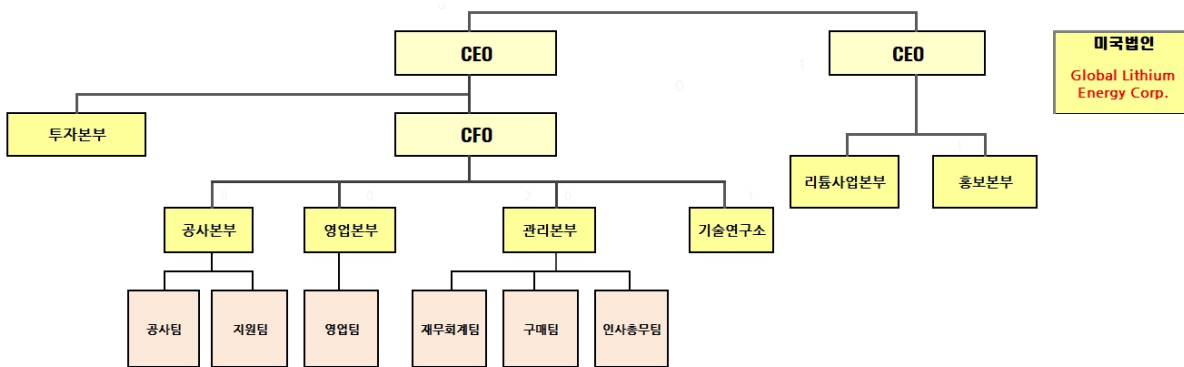 CEO
CEO
미국법인
Global Lithium
Energy Corp.
투자본부
CFO
리튬사업본부
홍보본부
공사본부
영업본부
관리본부
기술연구소
공사팀
지원팀
영업팀
재무회계팀
구매팀
인사총무팀